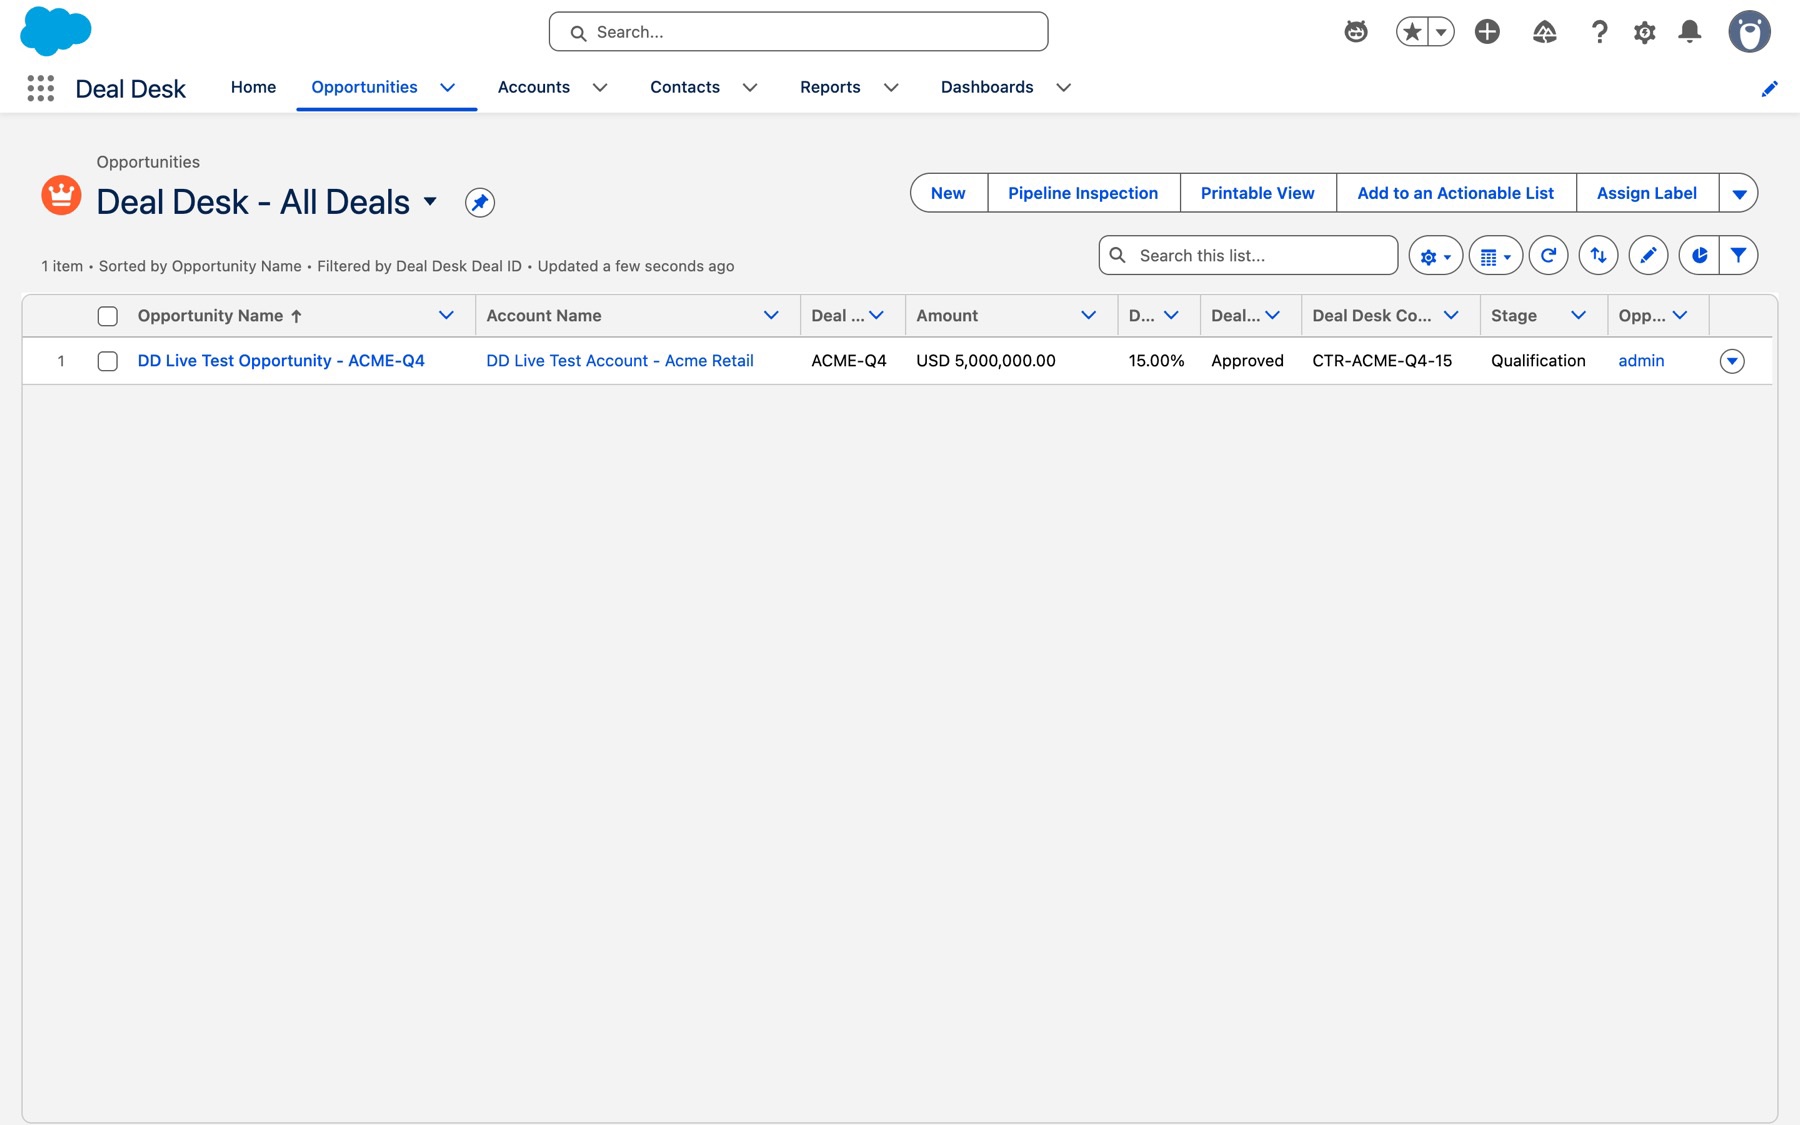 Search...
Deal Desk Home Opportunities Accounts Contacts Reports Dashboards
Opportunities
Deal Desk - All Deals
New Pipeline Inspection Printable View Add to an Actionable List Assign Label
1 item • Sorted by Opportunity Name • Filtered by Deal Desk Deal ID • Updated a few seconds ago
Search this list...
Opportunity Name ↑ Account Name Deal ... Amount D... Deal... Deal Desk Co... Stage Opp...
1 DD Live Test Opportunity - ACME-Q4 DD Live Test Account - Acme Retail ACME-Q4 USD 5,000,000.00 15.00% Approved CTR-ACME-Q4-15 Qualification admin